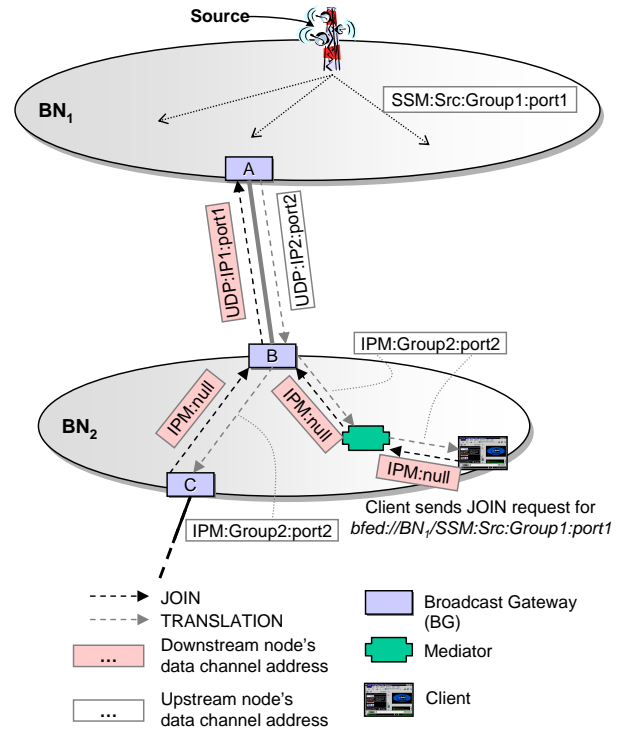 Source
SSM:Src:Group1:port1
BN1
A
UDP:IP1:port1
UDP:IP2:port2
IPM:Group2:port2
B
IPM:null
IPM:null
BN2
IPM:null
C
Client sends JOIN request for
bfed://BN1/SSM:Src:Group1:port1
IPM:Group2:port2
JOIN
TRANSLATION
... Downstream node's
data channel address
... Upstream node's
data channel address
Broadcast Gateway
(BG)
Mediator
Client